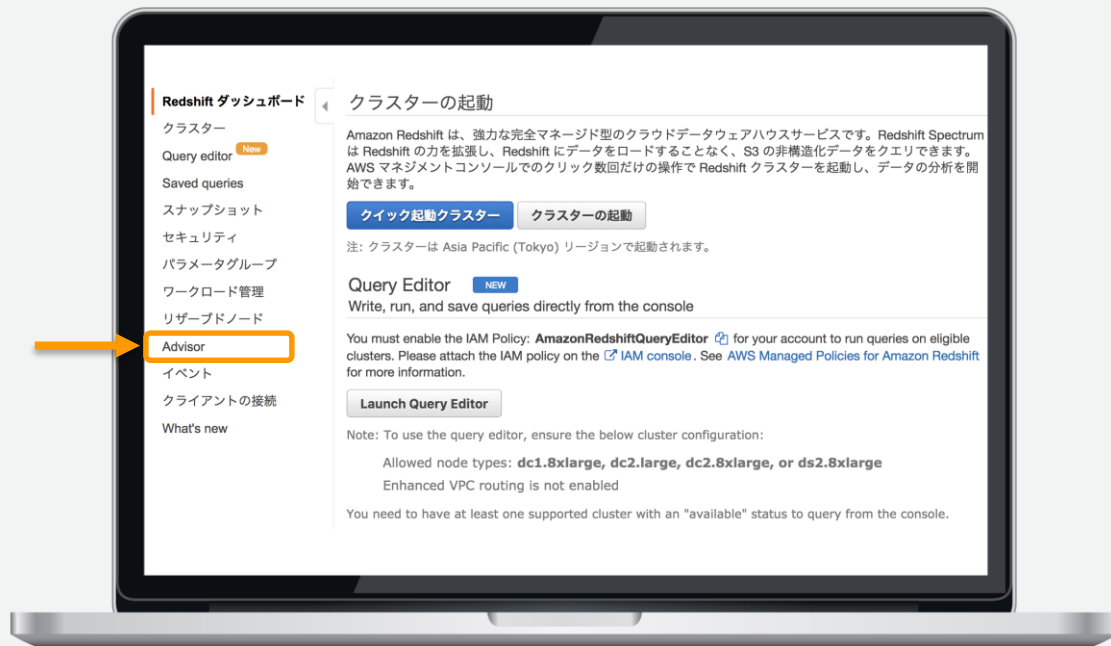 Redshift ダッシュボード
クラスター
Query editor New
Saved queries
スナップショット
セキュリティ
パラメータグループ
ワークロード管理
リザーブドノード
Advisor
イベント
クライアントの接続
What's new
クラスターの起動
Amazon Redshift は、強力な完全マネージド型のクラウドデータウェアハウスサービスです。Redshift Spectrum
は Redshift の力を拡張し、Redshift にデータをロードすることなく、S3 の非構造化データをクエリできます。
AWS マネジメントコンソールでのクリック数回だけの操作で Redshift クラスターを起動し、データの分析を開
始できます。
クイック起動クラスター クラスターの起動
注: クラスターは Asia Pacific (Tokyo) リージョンで起動されます。
Query Editor NEW
Write, run, and save queries directly from the console
You must enable the IAM Policy: AmazonRedshiftQueryEditor for your account to run queries on eligible
clusters. Please attach the IAM policy on the IAM console. See AWS Managed Policies for Amazon Redshift
for more information.
Launch Query Editor
Note: To use the query editor, ensure the below cluster configuration:
Allowed node types: dc1.8xlarge, dc2.large, dc2.8xlarge, or ds2.8xlarge
Enhanced VPC routing is not enabled
You need to have at least one supported cluster with an "available" status to query from the console.